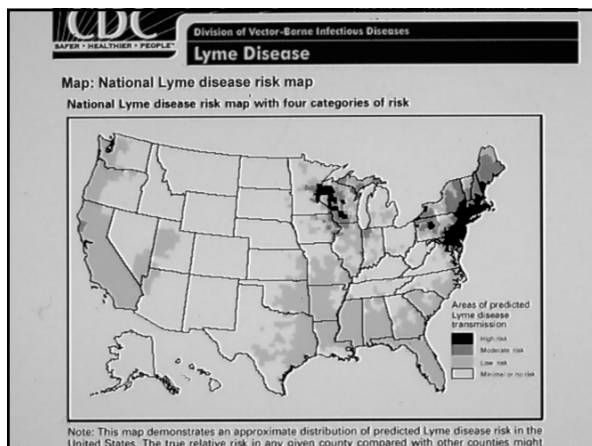 CDC
SAFER • HEALTHIER • PEOPLE™
Division of Vector-Borne Infectious Diseases
Lyme Disease
Map: National Lyme disease risk map
National Lyme disease risk map with four categories of risk
Areas of predicted
Lyme disease
transmission
High risk
Moderate risk
Low risk
Minimal or no risk
Note: This map demonstrates an approximate distribution of predicted Lyme disease risk in the
United States. The true relative risk in any given county compared with other counties might